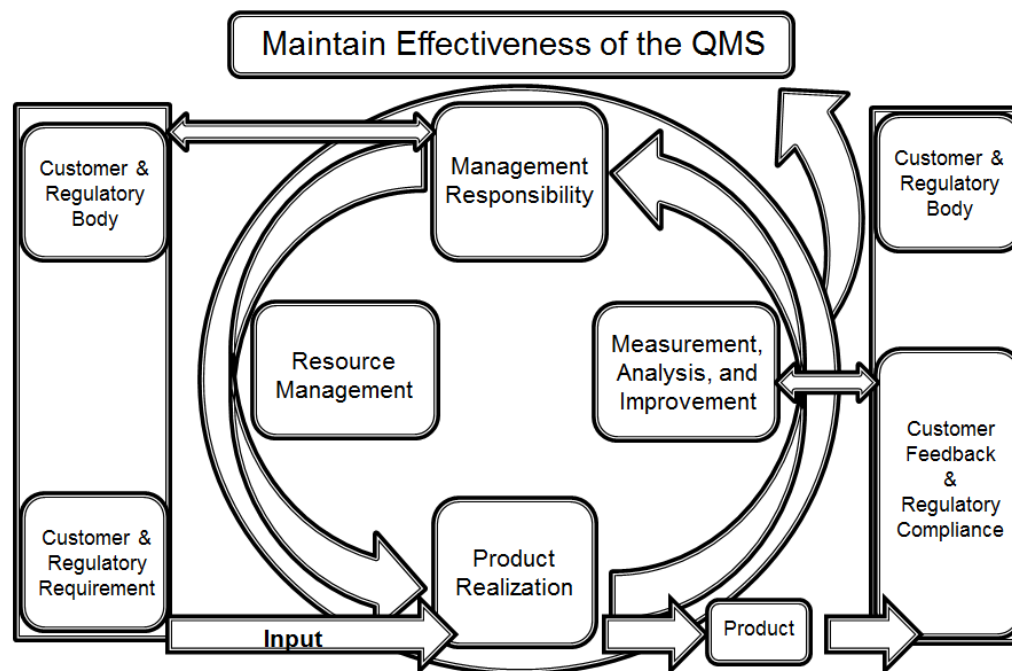 Maintain Effectiveness of the QMS
Customer &
Regulatory
Body
Management
Responsibility
Customer &
Regulatory
Body
Resource
Management
Measurement,
Analysis, and
Improvement
Customer
Feedback
&
Regulatory
Compliance
Customer &
Regulatory
Requirement
Product
Realization
Input
Product